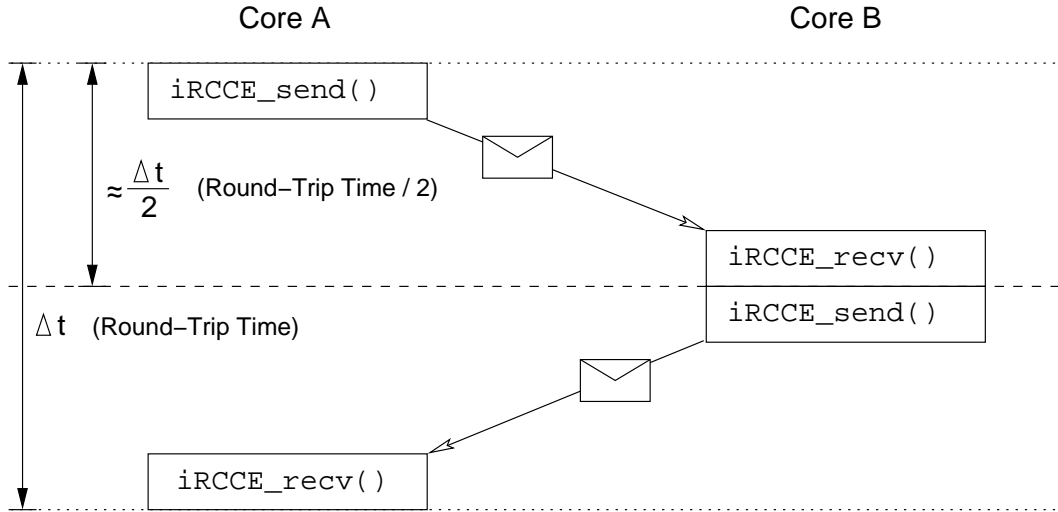 Core A
Core B
iRCCE_send()
≈ Δt/2 (Round−Trip Time / 2)
iRCCE_recv()
iRCCE_send()
Δt (Round−Trip Time)
iRCCE_recv()